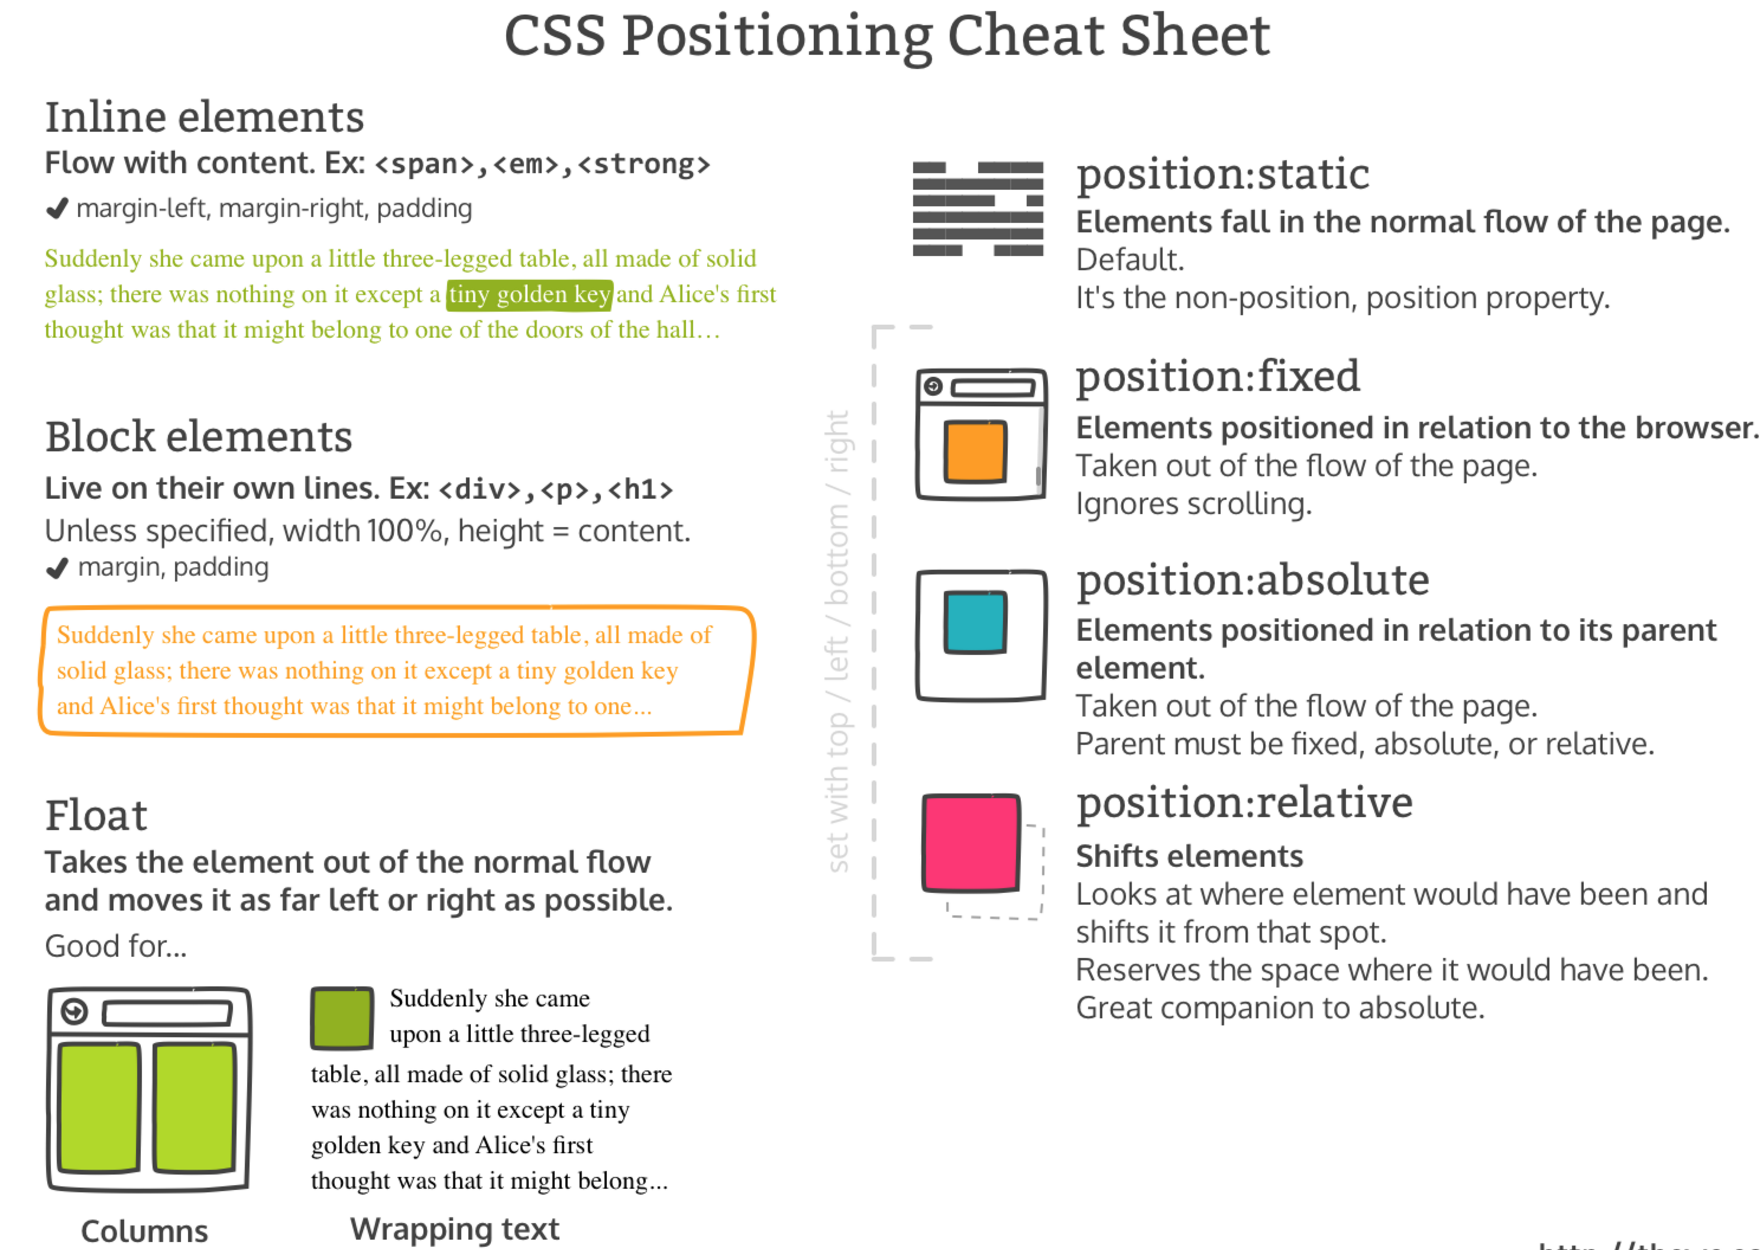 CSS Positioning Cheat Sheet
Inline elements
Flow with content. Ex: <span>,<em>,<strong>
✔ margin-left, margin-right, padding
Suddenly she came upon a little three-legged table, all made of solid
glass; there was nothing on it except a tiny golden key and Alice's first
thought was that it might belong to one of the doors of the hall…
Block elements
Live on their own lines. Ex: <div>,<p>,<h1>
Unless specified, width 100%, height = content.
✔ margin, padding
Suddenly she came upon a little three-legged table, all made of
solid glass; there was nothing on it except a tiny golden key
and Alice's first thought was that it might belong to one...
Float
Takes the element out of the normal flow
and moves it as far left or right as possible.
Good for...
Suddenly she came
upon a little three-legged
table, all made of solid glass; there
was nothing on it except a tiny
golden key and Alice's first
thought was that it might belong...
Columns
Wrapping text
set with top / left / bottom / right
position:static
Elements fall in the normal flow of the page.
Default.
It's the non-position, position property.
position:fixed
Elements positioned in relation to the browser.
Taken out of the flow of the page.
Ignores scrolling.
position:absolute
Elements positioned in relation to its parent
element.
Taken out of the flow of the page.
Parent must be fixed, absolute, or relative.
position:relative
Shifts elements
Looks at where element would have been and
shifts it from that spot.
Reserves the space where it would have been.
Great companion to absolute.